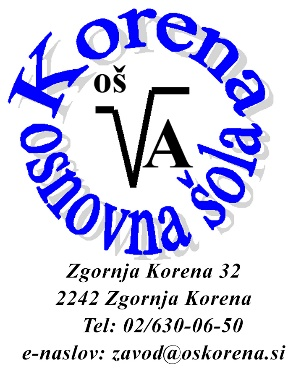 Korena
osnovna šola
oš
A
Zgornja Korena 32
2242 Zgornja Korena
Tel: 02/630-06-50
e-naslov: zavod@oskorena.si